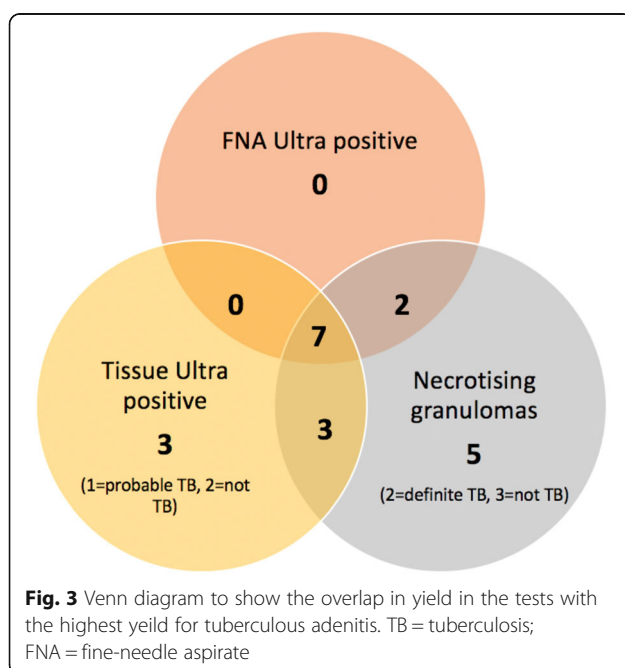 FNA Ultra positive
0
0
7
2
Tissue Ultra
positive
3
(1=probable TB, 2=not
TB)
3
Necrotising
granulomas
5
(2=definite TB, 3=not TB)
Fig. 3 Venn diagram to show the overlap in yield in the tests with
the highest yeild for tuberculous adenitis. TB = tuberculosis;
FNA = fine-needle aspirate